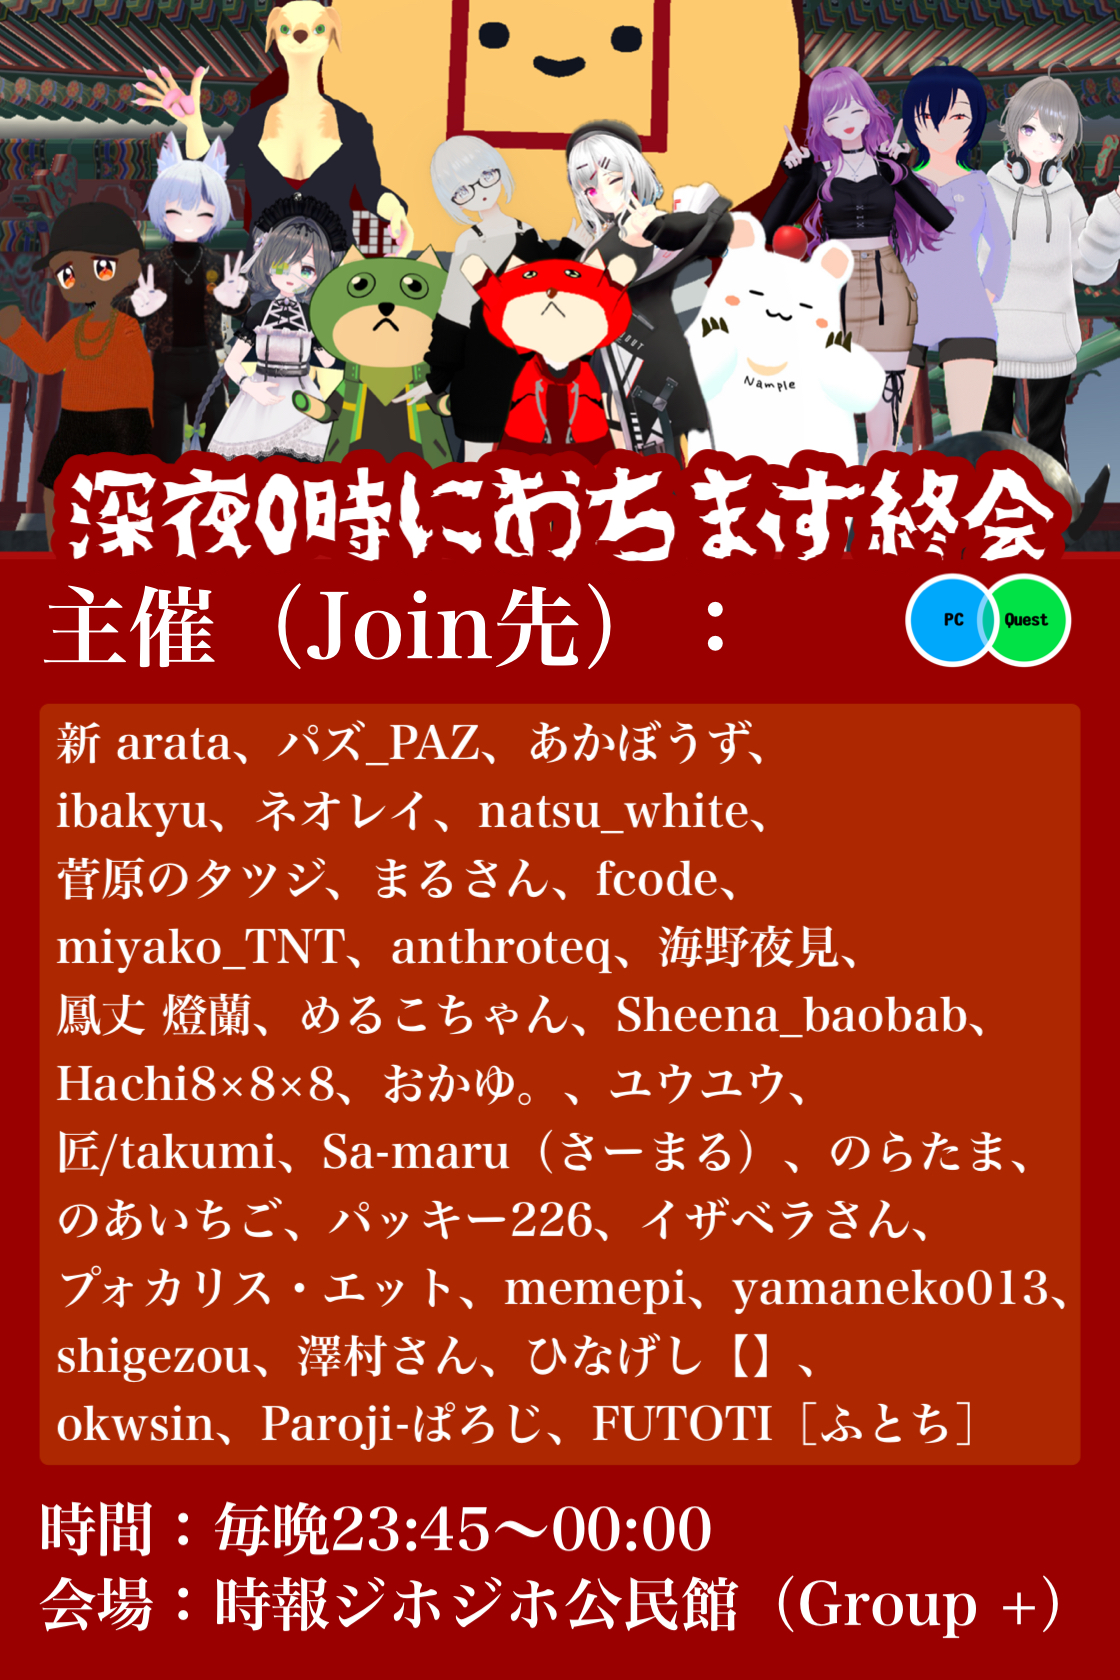 Nample
深夜0時におちます終会
主催（Join先）：
PC Quest
新 arata、パズ_PAZ、あかぼうず、
ibakyu、ネオレイ、natsu_white、
菅原のタツジ、まるさん、fcode、
miyako_TNT、anthroteq、海野夜見、
鳳丈 燈蘭、めるこちゃん、Sheena_baobab、
Hachi8×8×8、おかゆ。、ユウユウ、
匠/takumi、Sa-maru（さーまる）、のらたま、
のあいちご、パッキー226、イザベラさん、
プォカリス・エット、memepi、yamaneko013、
shigezou、澤村さん、ひなげし【】、
okwsin、Paroji-ぱろじ、FUTOTI［ふとち］
時間：毎晩23:45〜00:00
会場：時報ジホジホ公民館（Group +）